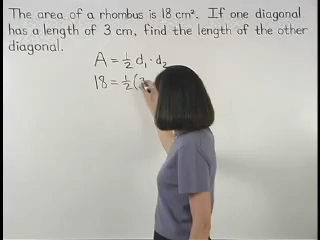 The area of a rhombus is 18 cm². If one diagonal
has a length of 3 cm, find the length of the other
diagonal.
A = ½ d₁ · d₂
18 = ½(